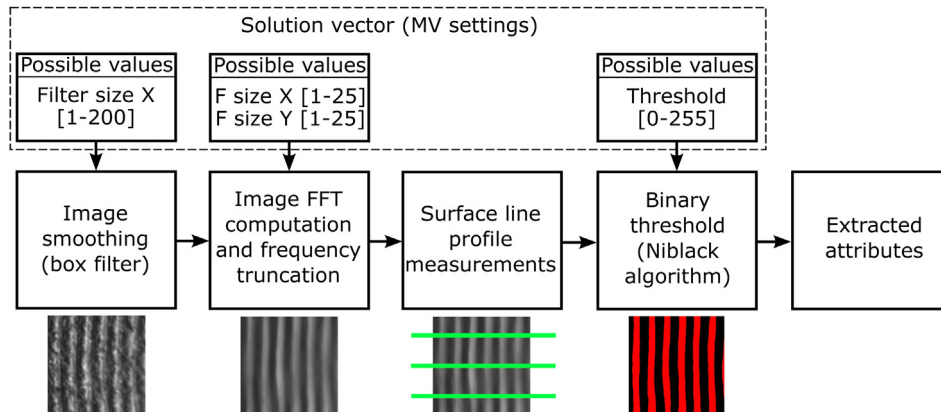 Solution vector (MV settings)
Possible values
Filter size X
[1-200]
Possible values
F size X [1-25]
F size Y [1-25]
Possible values
Threshold
[0-255]
Image
smoothing
(box filter)
Image FFT
computation
and frequency
truncation
Surface line
profile
measurements
Binary
threshold
(Niblack
algorithm)
Extracted
attributes